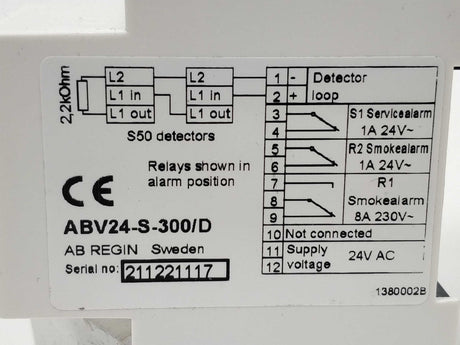 2,2kOhm
L2 L2 1 - Detector
L1 in L1 in 2 + loop
L1 out L1 out 3 S1 Servicealarm
4 1A 24V~
S50 detectors
5 R2 Smokealarm
6 1A 24V~
Relays shown in
alarm position
7 R1
8 Smokealarm
9 8A 230V~
CE
ABV24-S-300/D
10 Not connected
AB REGIN Sweden
11 Supply 24V AC
12 voltage
Serial no: 211221117
1380002B